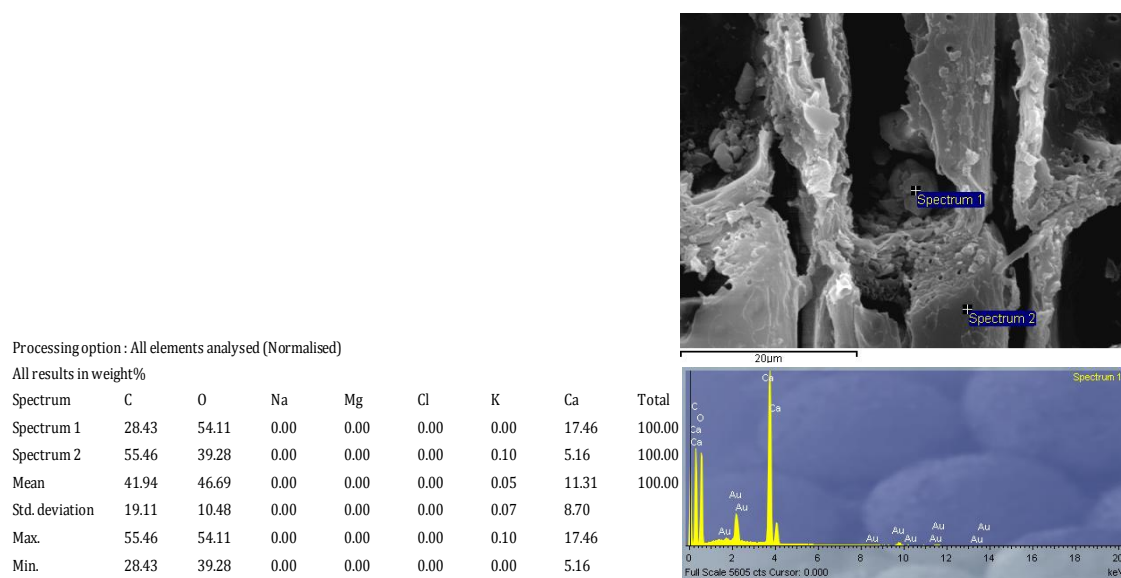 Spectrum 1
Spectrum 2
20µm
Processing option : All elements analysed (Normalised)
All results in weight%
Spectrum C O Na Mg Cl K Ca Total
Spectrum 1 28.43 54.11 0.00 0.00 0.00 0.00 17.46 100.00
Spectrum 2 55.46 39.28 0.00 0.00 0.00 0.10 5.16 100.00
Mean 41.94 46.69 0.00 0.00 0.00 0.05 11.31 100.00
Std. deviation 19.11 10.48 0.00 0.00 0.00 0.07 8.70
Max. 55.46 54.11 0.00 0.00 0.00 0.10 17.46
Min. 28.43 39.28 0.00 0.00 0.00 0.00 5.16
Spectrum 1
Ca
Ca
C
O
Ca
Ca
Au
Au
Au
Au
Au
Au
Au
Au
Au
Au
0 2 4 6 8 10 12 14 16 18 20
Full Scale 5605 cts Cursor: 0.000
keV